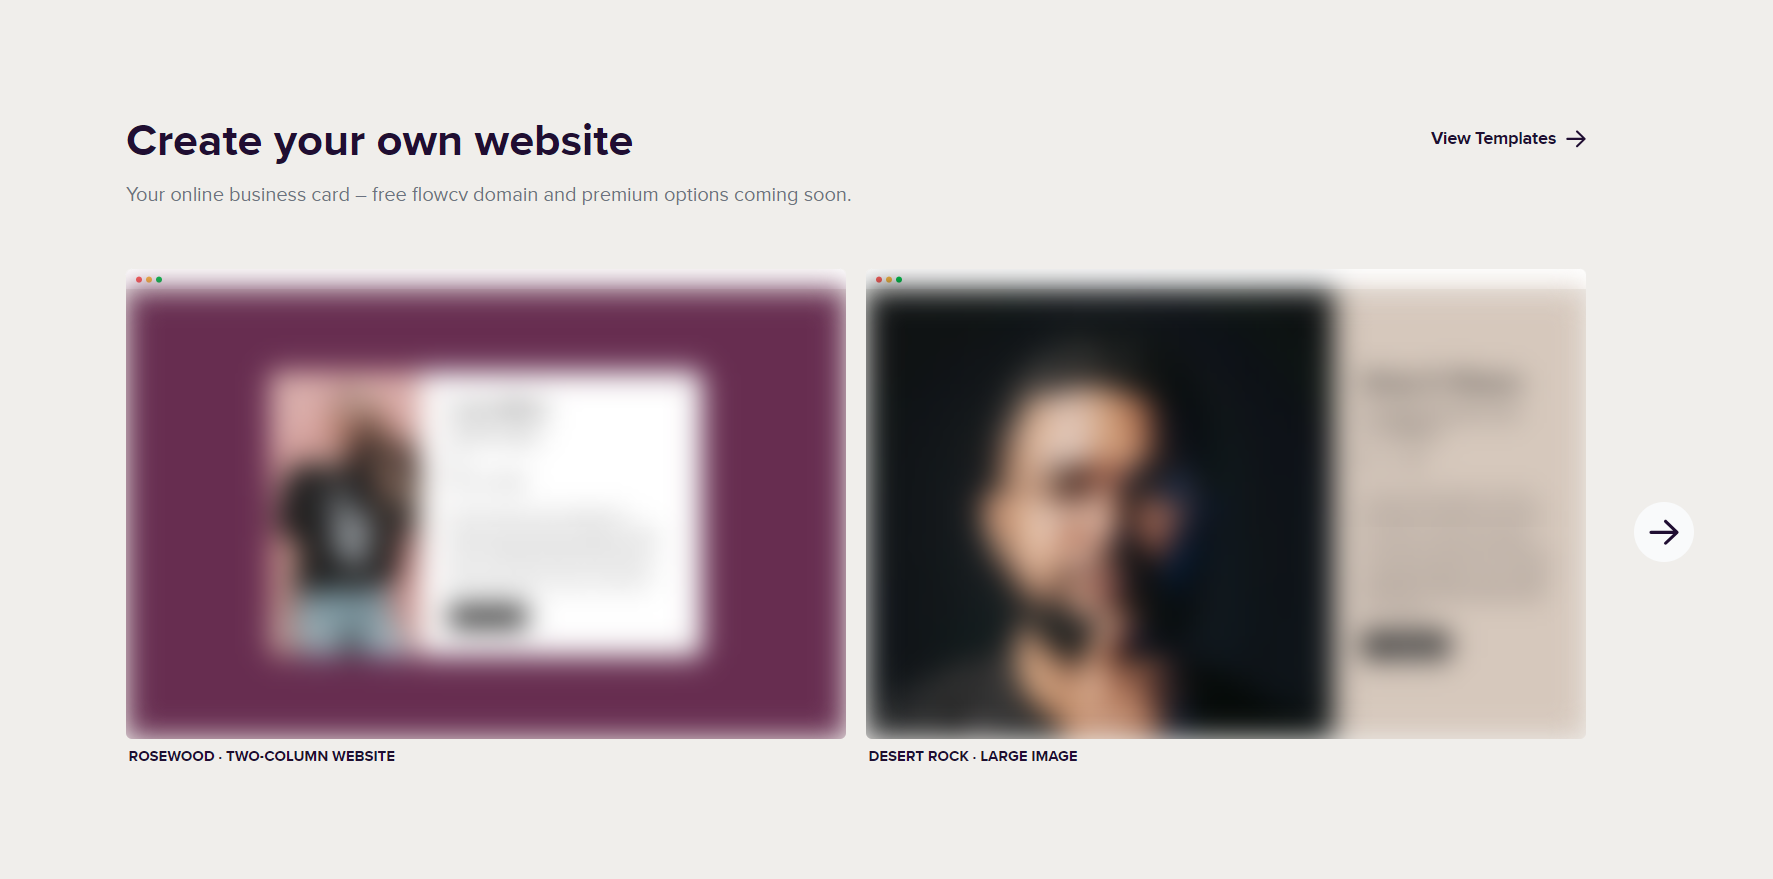 Create your own website
View Templates
Your online business card – free flowcv domain and premium options coming soon.
ROSEWOOD · TWO-COLUMN WEBSITE
DESERT ROCK · LARGE IMAGE